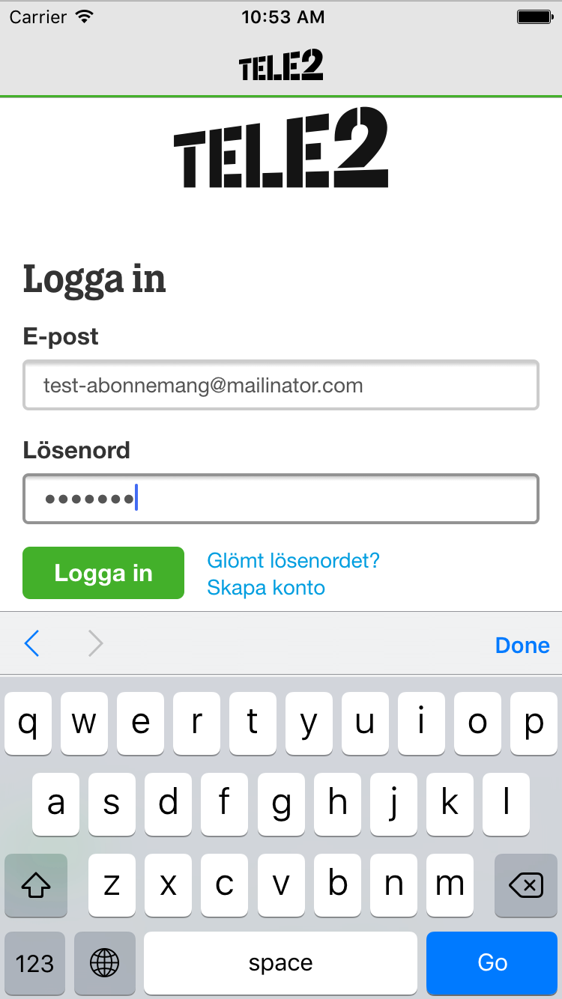 Carrier 10:53 AM
TELE2
TELE2
Logga in
E-post
test-abonnemang@mailinator.com
Lösenord
•••••••
Logga in
Glömt lösenordet?
Skapa konto
Done
q w e r t y u i o p
a s d f g h j k l
z x c v b n m
123 space Go